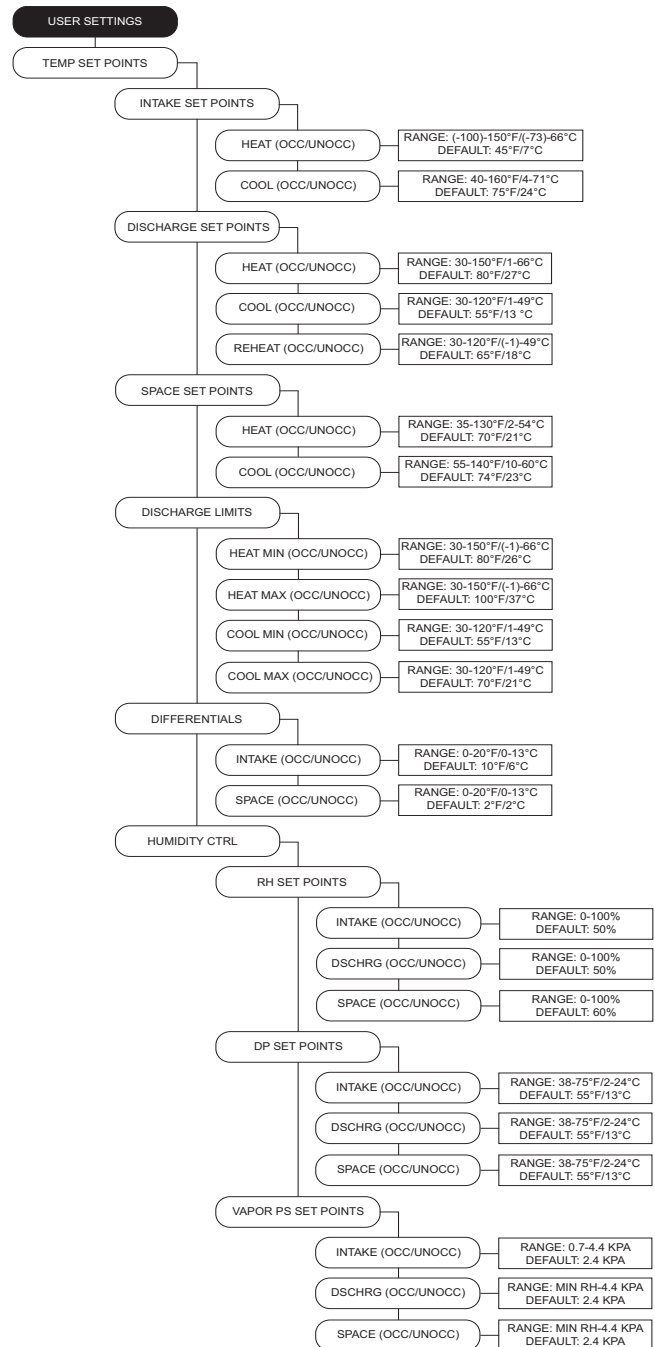 USER SETTINGS
TEMP SET POINTS
INTAKE SET POINTS
HEAT (OCC/UNOCC)
RANGE: (-100)-150°F/(-73)-66°C
DEFAULT: 45°F/7°C
COOL (OCC/UNOCC)
RANGE: 40-160°F/4-71°C
DEFAULT: 75°F/24°C
DISCHARGE SET POINTS
HEAT (OCC/UNOCC)
RANGE: 30-150°F/1-66°C
DEFAULT: 80°F/27°C
COOL (OCC/UNOCC)
RANGE: 30-120°F/1-49°C
DEFAULT: 55°F/13 °C
REHEAT (OCC/UNOCC)
RANGE: 30-120°F/(-1)-49°C
DEFAULT: 65°F/18°C
SPACE SET POINTS
HEAT (OCC/UNOCC)
RANGE: 35-130°F/2-54°C
DEFAULT: 70°F/21°C
COOL (OCC/UNOCC)
RANGE: 55-140°F/10-60°C
DEFAULT: 74°F/23°C
DISCHARGE LIMITS
HEAT MIN (OCC/UNOCC)
RANGE: 30-150°F/(-1)-66°C
DEFAULT: 80°F/26°C
HEAT MAX (OCC/UNOCC)
RANGE: 30-150°F/(-1)-66°C
DEFAULT: 100°F/37°C
COOL MIN (OCC/UNOCC)
RANGE: 30-120°F/1-49°C
DEFAULT: 55°F/13°C
COOL MAX (OCC/UNOCC)
RANGE: 30-120°F/1-49°C
DEFAULT: 70°F/21°C
DIFFERENTIALS
INTAKE (OCC/UNOCC)
RANGE: 0-20°F/0-13°C
DEFAULT: 10°F/6°C
SPACE (OCC/UNOCC)
RANGE: 0-20°F/0-13°C
DEFAULT: 2°F/2°C
HUMIDITY CTRL
RH SET POINTS
INTAKE (OCC/UNOCC)
RANGE: 0-100%
DEFAULT: 50%
DSCHRG (OCC/UNOCC)
RANGE: 0-100%
DEFAULT: 50%
SPACE (OCC/UNOCC)
RANGE: 0-100%
DEFAULT: 60%
DP SET POINTS
INTAKE (OCC/UNOCC)
RANGE: 38-75°F/2-24°C
DEFAULT: 55°F/13°C
DSCHRG (OCC/UNOCC)
RANGE: 38-75°F/2-24°C
DEFAULT: 55°F/13°C
SPACE (OCC/UNOCC)
RANGE: 38-75°F/2-24°C
DEFAULT: 55°F/13°C
VAPOR PS SET POINTS
INTAKE (OCC/UNOCC)
RANGE: 0.7-4.4 KPA
DEFAULT: 2.4 KPA
DSCHRG (OCC/UNOCC)
RANGE: MIN RH-4.4 KPA
DEFAULT: 2.4 KPA
SPACE (OCC/UNOCC)
RANGE: MIN RH-4.4 KPA
DEFAULT: 2.4 KPA